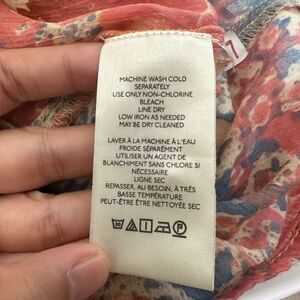 MACHINE WASH COLD
SEPARATELY
USE ONLY NON-CHLORINE
BLEACH
LINE DRY
LOW IRON AS NEEDED
MAY BE DRY CLEANED
LAVER À LA MACHINE À L'EAU
FROIDE SÉPARÉMENT
UTILISER UN AGENT DE
BLANCHIMENT SANS CHLORE SI
NÉCESSAIRE
LIGNE SEC
REPASSER, AU BESOIN, À TRÈS
BASSE TEMPÉRATURE
PEUT-ÊTRE ÊTRE NETTOYÉ SEC